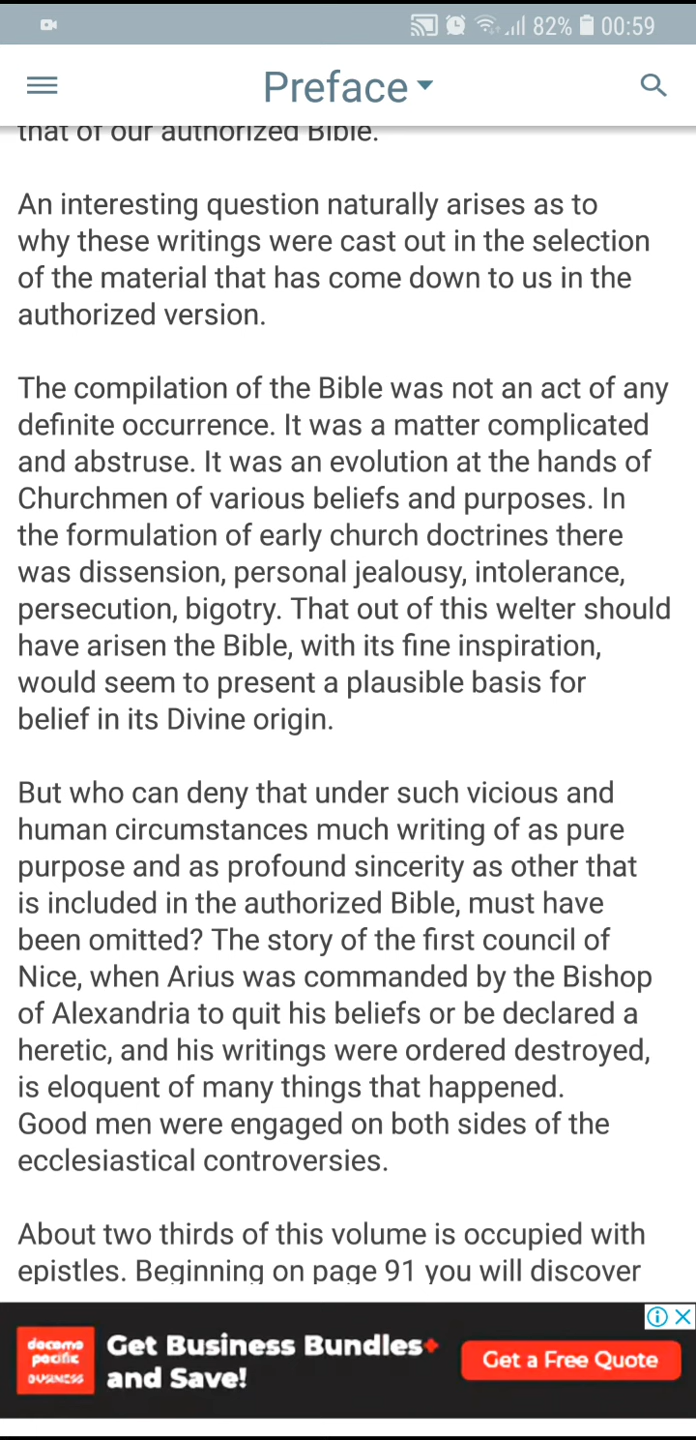 82% 00:59
Preface
that of our authorized Bible.
An interesting question naturally arises as to
why these writings were cast out in the selection
of the material that has come down to us in the
authorized version.
The compilation of the Bible was not an act of any
definite occurrence. It was a matter complicated
and abstruse. It was an evolution at the hands of
Churchmen of various beliefs and purposes. In
the formulation of early church doctrines there
was dissension, personal jealousy, intolerance,
persecution, bigotry. That out of this welter should
have arisen the Bible, with its fine inspiration,
would seem to present a plausible basis for
belief in its Divine origin.
But who can deny that under such vicious and
human circumstances much writing of as pure
purpose and as profound sincerity as other that
is included in the authorized Bible, must have
been omitted? The story of the first council of
Nice, when Arius was commanded by the Bishop
of Alexandria to quit his beliefs or be declared a
heretic, and his writings were ordered destroyed,
is eloquent of many things that happened.
Good men were engaged on both sides of the
ecclesiastical controversies.
About two thirds of this volume is occupied with
epistles. Beginning on page 91 you will discover
docomo
pacific
BUSINESS
Get Business Bundles+
and Save!
Get a Free Quote